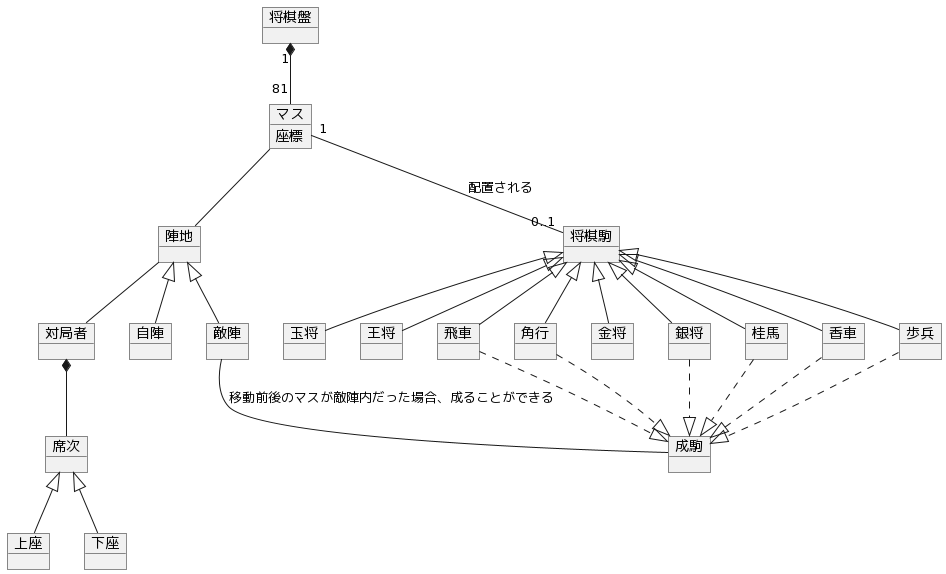 将棋盤
1
81
マス
座標
1
配置される
0..1
陣地
将棋駒
対局者
自陣
敵陣
玉将
王将
飛車
角行
金将
銀将
桂馬
香車
歩兵
移動前後のマスが敵陣内だった場合、成ることができる
席次
成駒
上座
下座